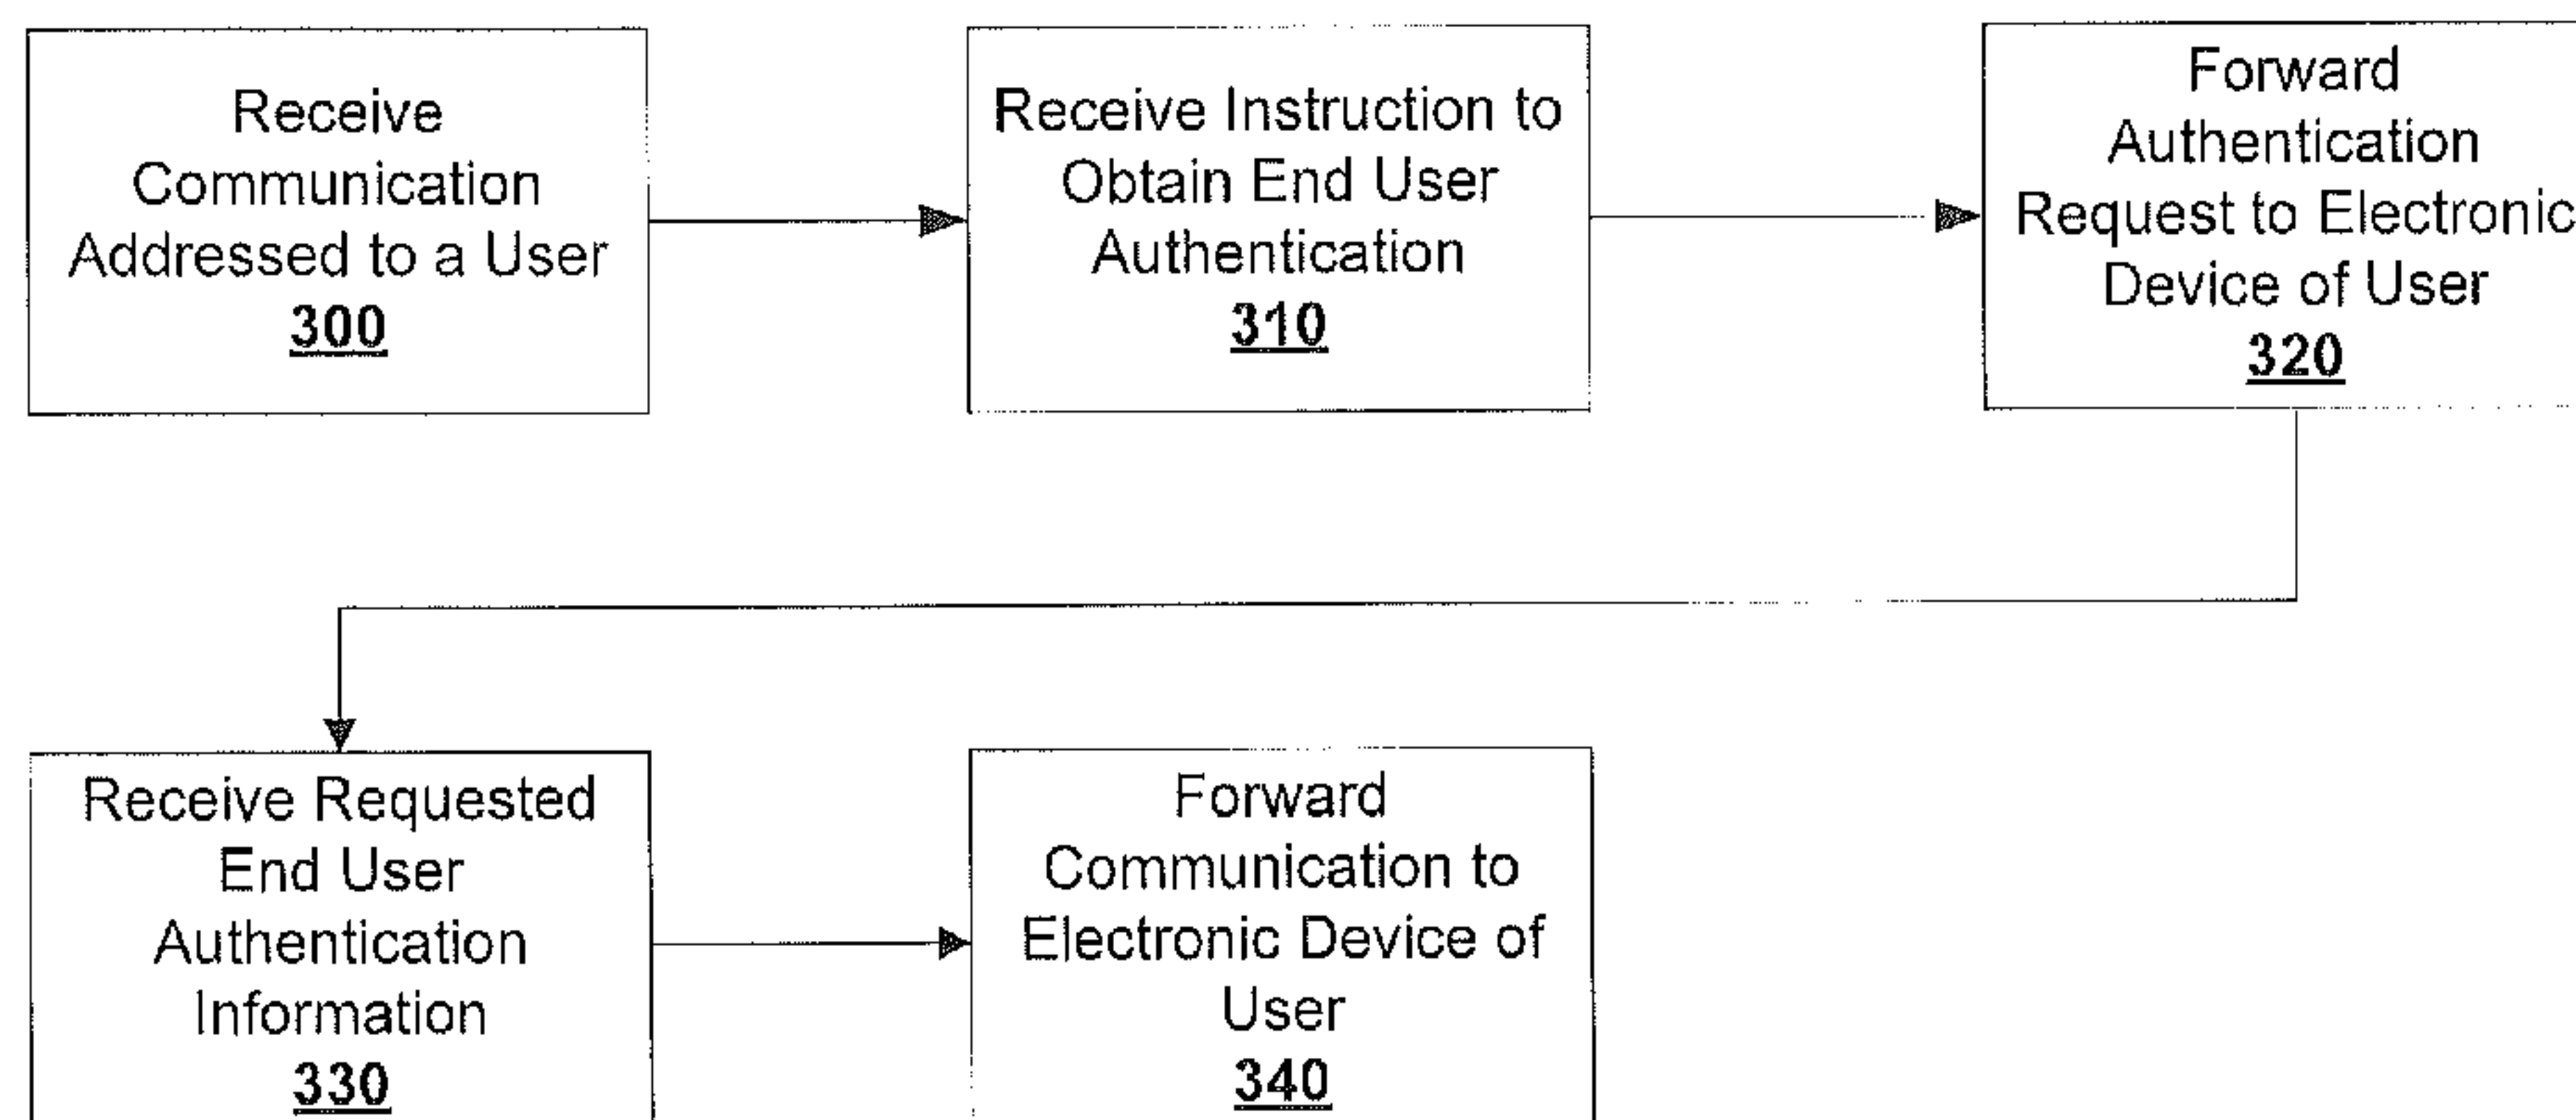 Receive
Communication
Addressed to a User
300
Receive Instruction to
Obtain End User
Authentication
310
Forward
Authentication
Request to Electronic
Device of User
320
Receive Requested
End User
Authentication
Information
330
Forward
Communication to
Electronic Device of
User
340